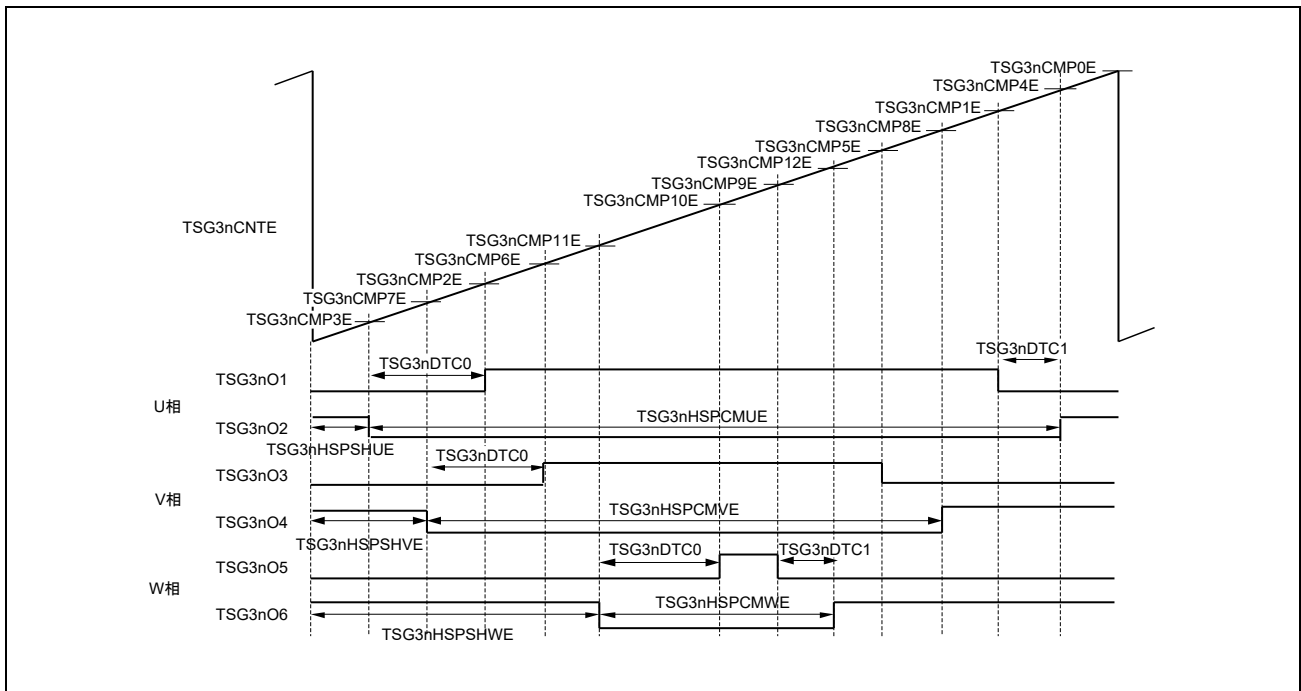 TSG3nCMP0E
TSG3nCMP4E
TSG3nCMP1E
TSG3nCMP8E
TSG3nCMP5E
TSG3nCMP12E
TSG3nCMP9E
TSG3nCMP10E
TSG3nCNTE
TSG3nCMP11E
TSG3nCMP6E
TSG3nCMP2E
TSG3nCMP7E
TSG3nCMP3E
TSG3nDTC1
TSG3nDTC0
TSG3nO1
U相
TSG3nHSPCMUE
TSG3nO2
TSG3nHSPSHUE
TSG3nDTC0
TSG3nO3
V相
TSG3nHSPCMVE
TSG3nO4
TSG3nHSPSHVE
TSG3nDTC0
TSG3nDTC1
TSG3nO5
W相
TSG3nHSPCMWE
TSG3nO6
TSG3nHSPSHWE